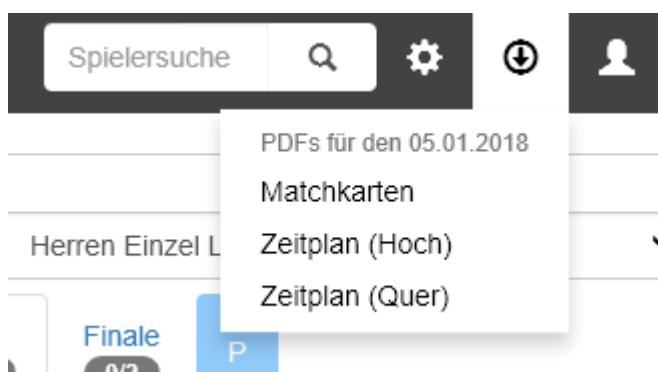 Spielersuche
PDFs für den 05.01.2018
Matchkarten
Herren Einzel L
Zeitplan (Hoch)
Zeitplan (Quer)
Finale
P